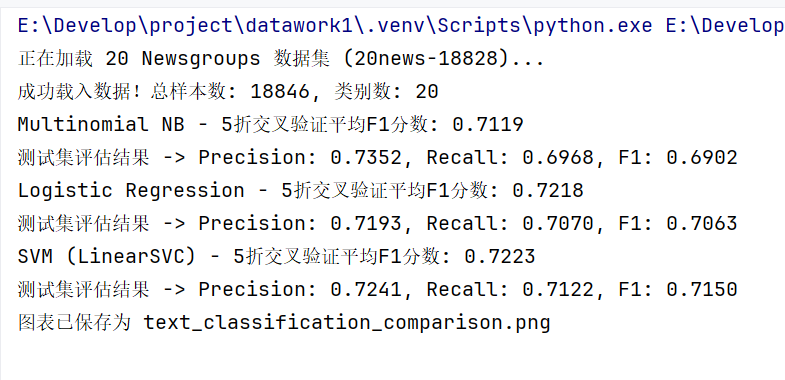 E:\Develop\project\datawork1\.venv\Scripts\python.exe E:\Develop
正在加载 20 Newsgroups 数据集 (20news-18828)...
成功载入数据! 总样本数: 18846, 类别数: 20
Multinomial NB - 5折交叉验证平均F1分数: 0.7119
测试集评估结果 -> Precision: 0.7352, Recall: 0.6968, F1: 0.6902
Logistic Regression - 5折交叉验证平均F1分数: 0.7218
测试集评估结果 -> Precision: 0.7193, Recall: 0.7070, F1: 0.7063
SVM (LinearSVC) - 5折交叉验证平均F1分数: 0.7223
测试集评估结果 -> Precision: 0.7241, Recall: 0.7122, F1: 0.7150
图表已保存为 text_classification_comparison.png